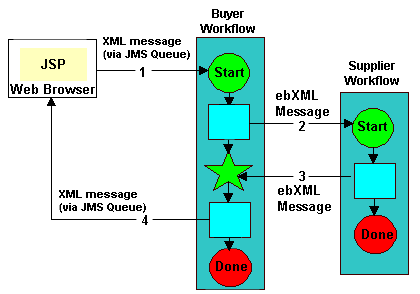 Buyer
Workflow
XML message
(via JMS Queue)
1
JSP
Web Browser
Start
ebXML
Message
2
Supplier
Workflow
Start
3
ebXML
Message
XML message
(via JMS Queue)
4
Done
Done